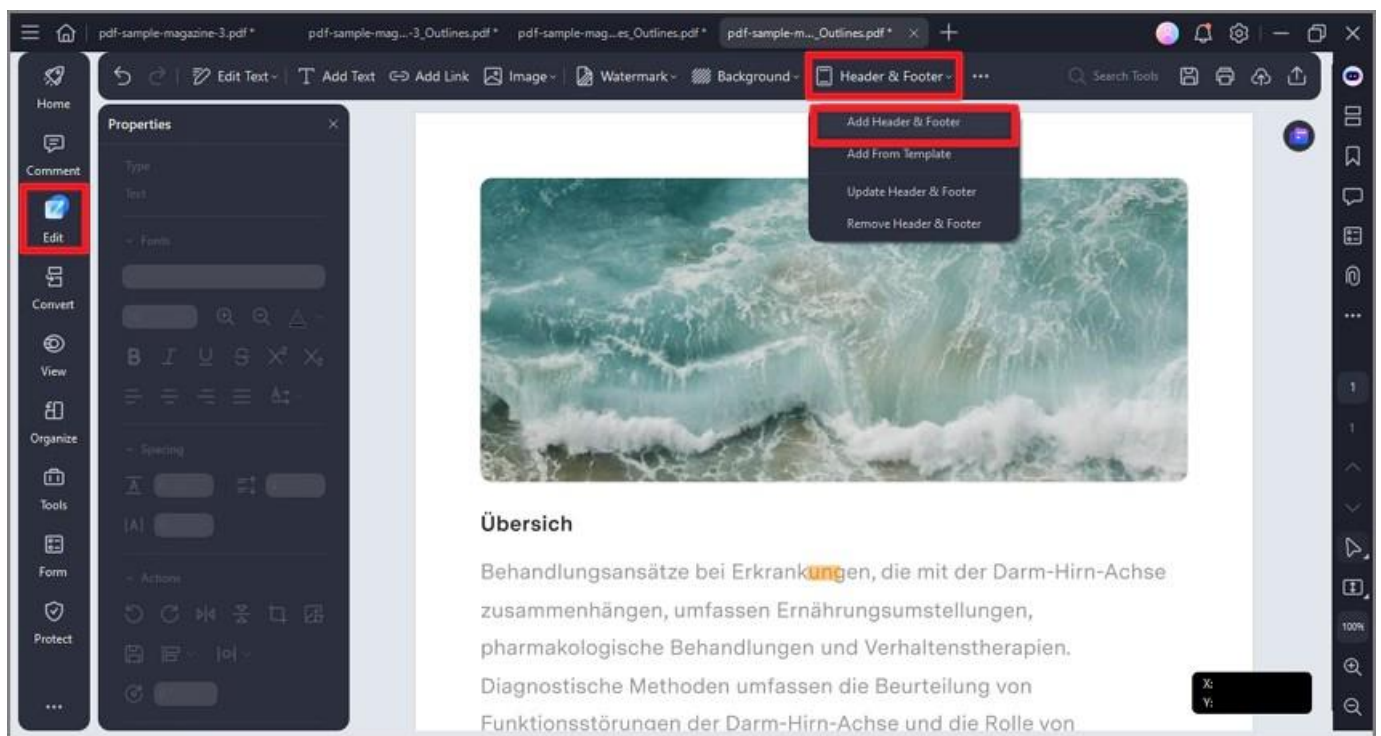 pdf-sample-magazine-3.pdf *
pdf-sample-mag...-3_Outlines.pdf *
pdf-sample-mag...es_Outlines.pdf *
pdf-sample-m..._Outlines.pdf *
Edit Text
Add Text
Add Link
Image
Watermark
Background
Header & Footer
Search Tools
Home
Comment
Edit
Convert
View
Organize
Tools
Form
Protect
Properties
Type
Text
Fonts
Spacing
Actions
Add Header & Footer
Add From Template
Update Header & Footer
Remove Header & Footer
Übersich
Behandlungsansätze bei Erkrankungen, die mit der Darm-Hirn-Achse
zusammenhängen, umfassen Ernährungsumstellungen,
pharmakologische Behandlungen und Verhaltenstherapien.
Diagnostische Methoden umfassen die Beurteilung von
Funktionsstörungen der Darm-Hirn-Achse und die Rolle von
1
1
100%
X:
Y: